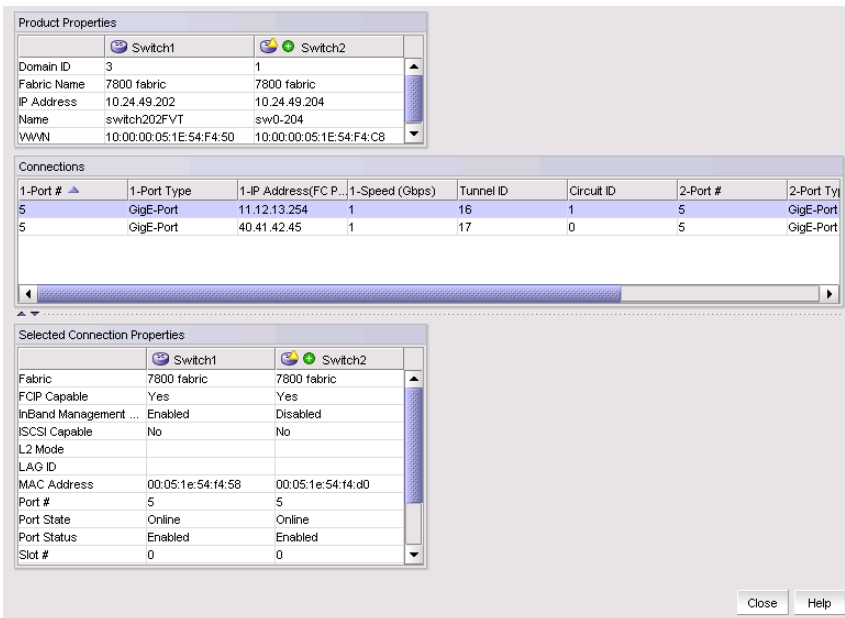 Product Properties
Switch1 Switch2
Domain ID 3 1
Fabric Name 7800 fabric 7800 fabric
IP Address 10.24.49.202 10.24.49.204
Name switch202FVT sw0-204
WWN 10:00:00:05:1E:54:F4:50 10:00:00:05:1E:54:F4:C8
Connections
1-Port # 1-Port Type 1-IP Address(FC P... 1-Speed (Gbps) Tunnel ID Circuit ID 2-Port # 2-Port Ty
5 GigE-Port 11.12.13.254 1 16 1 5 GigE-Port
5 GigE-Port 40.41.42.45 1 17 0 5 GigE-Port
Selected Connection Properties
Switch1 Switch2
Fabric 7800 fabric 7800 fabric
FCIP Capable Yes Yes
InBand Management ... Enabled Disabled
ISCSI Capable No No
L2 Mode
LAG ID
MAC Address 00:05:1e:54:f4:58 00:05:1e:54:f4:d0
Port # 5 5
Port State Online Online
Port Status Enabled Enabled
Slot # 0 0
Close Help